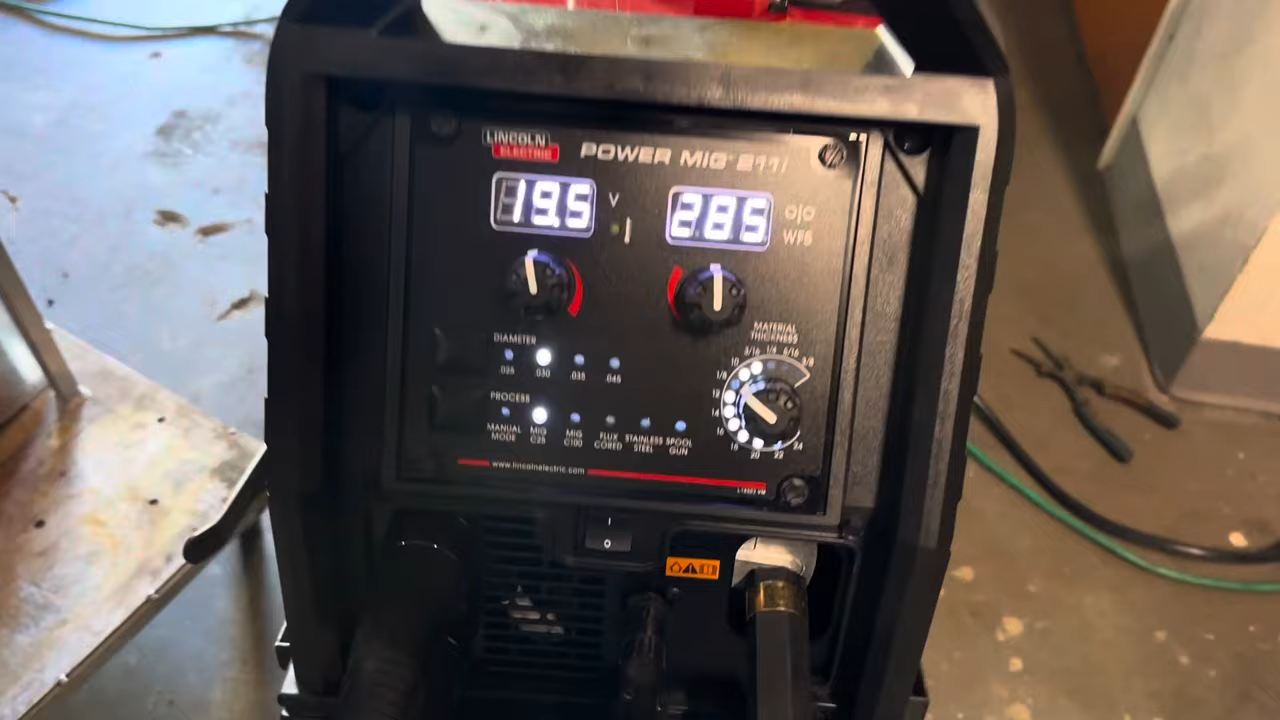 LINCOLN
ELECTRIC
POWER MIG 211i
19.5 V
285 WFS
DIAMETER
.025 .030 .035 .045
PROCESS
MANUAL MODE
MIG C25
MIG C100
FLUX CORED
STAINLESS STEEL
SPOOL GUN
MATERIAL
THICKNESS
3/16 1/4 5/16 3/8
10
1/8
12
14
16
18 20 22 24
www.lincolnelectric.com
I
O